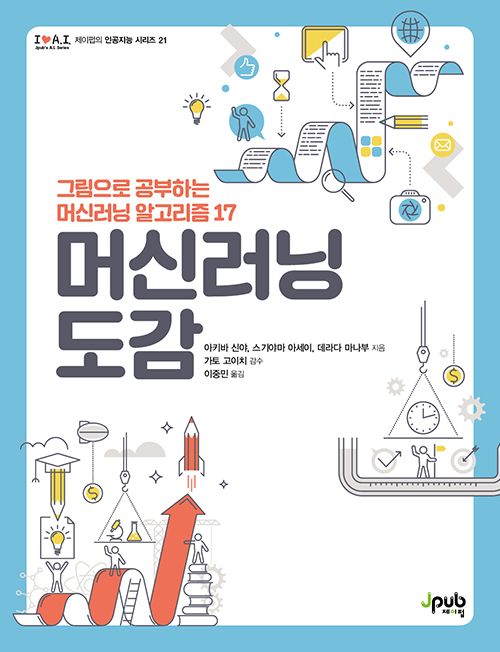 I ♥ A.I. 제이펍의 인공지능 시리즈 21
Jpub's A.I. Series
그림으로 공부하는
머신러닝 알고리즘 17
머신러닝
도감
아키바 신야, 스기야마 아세이, 데라다 마나부 지음
가토 고이치 감수
이중민 옮김
$
$
Jpub
제이펍